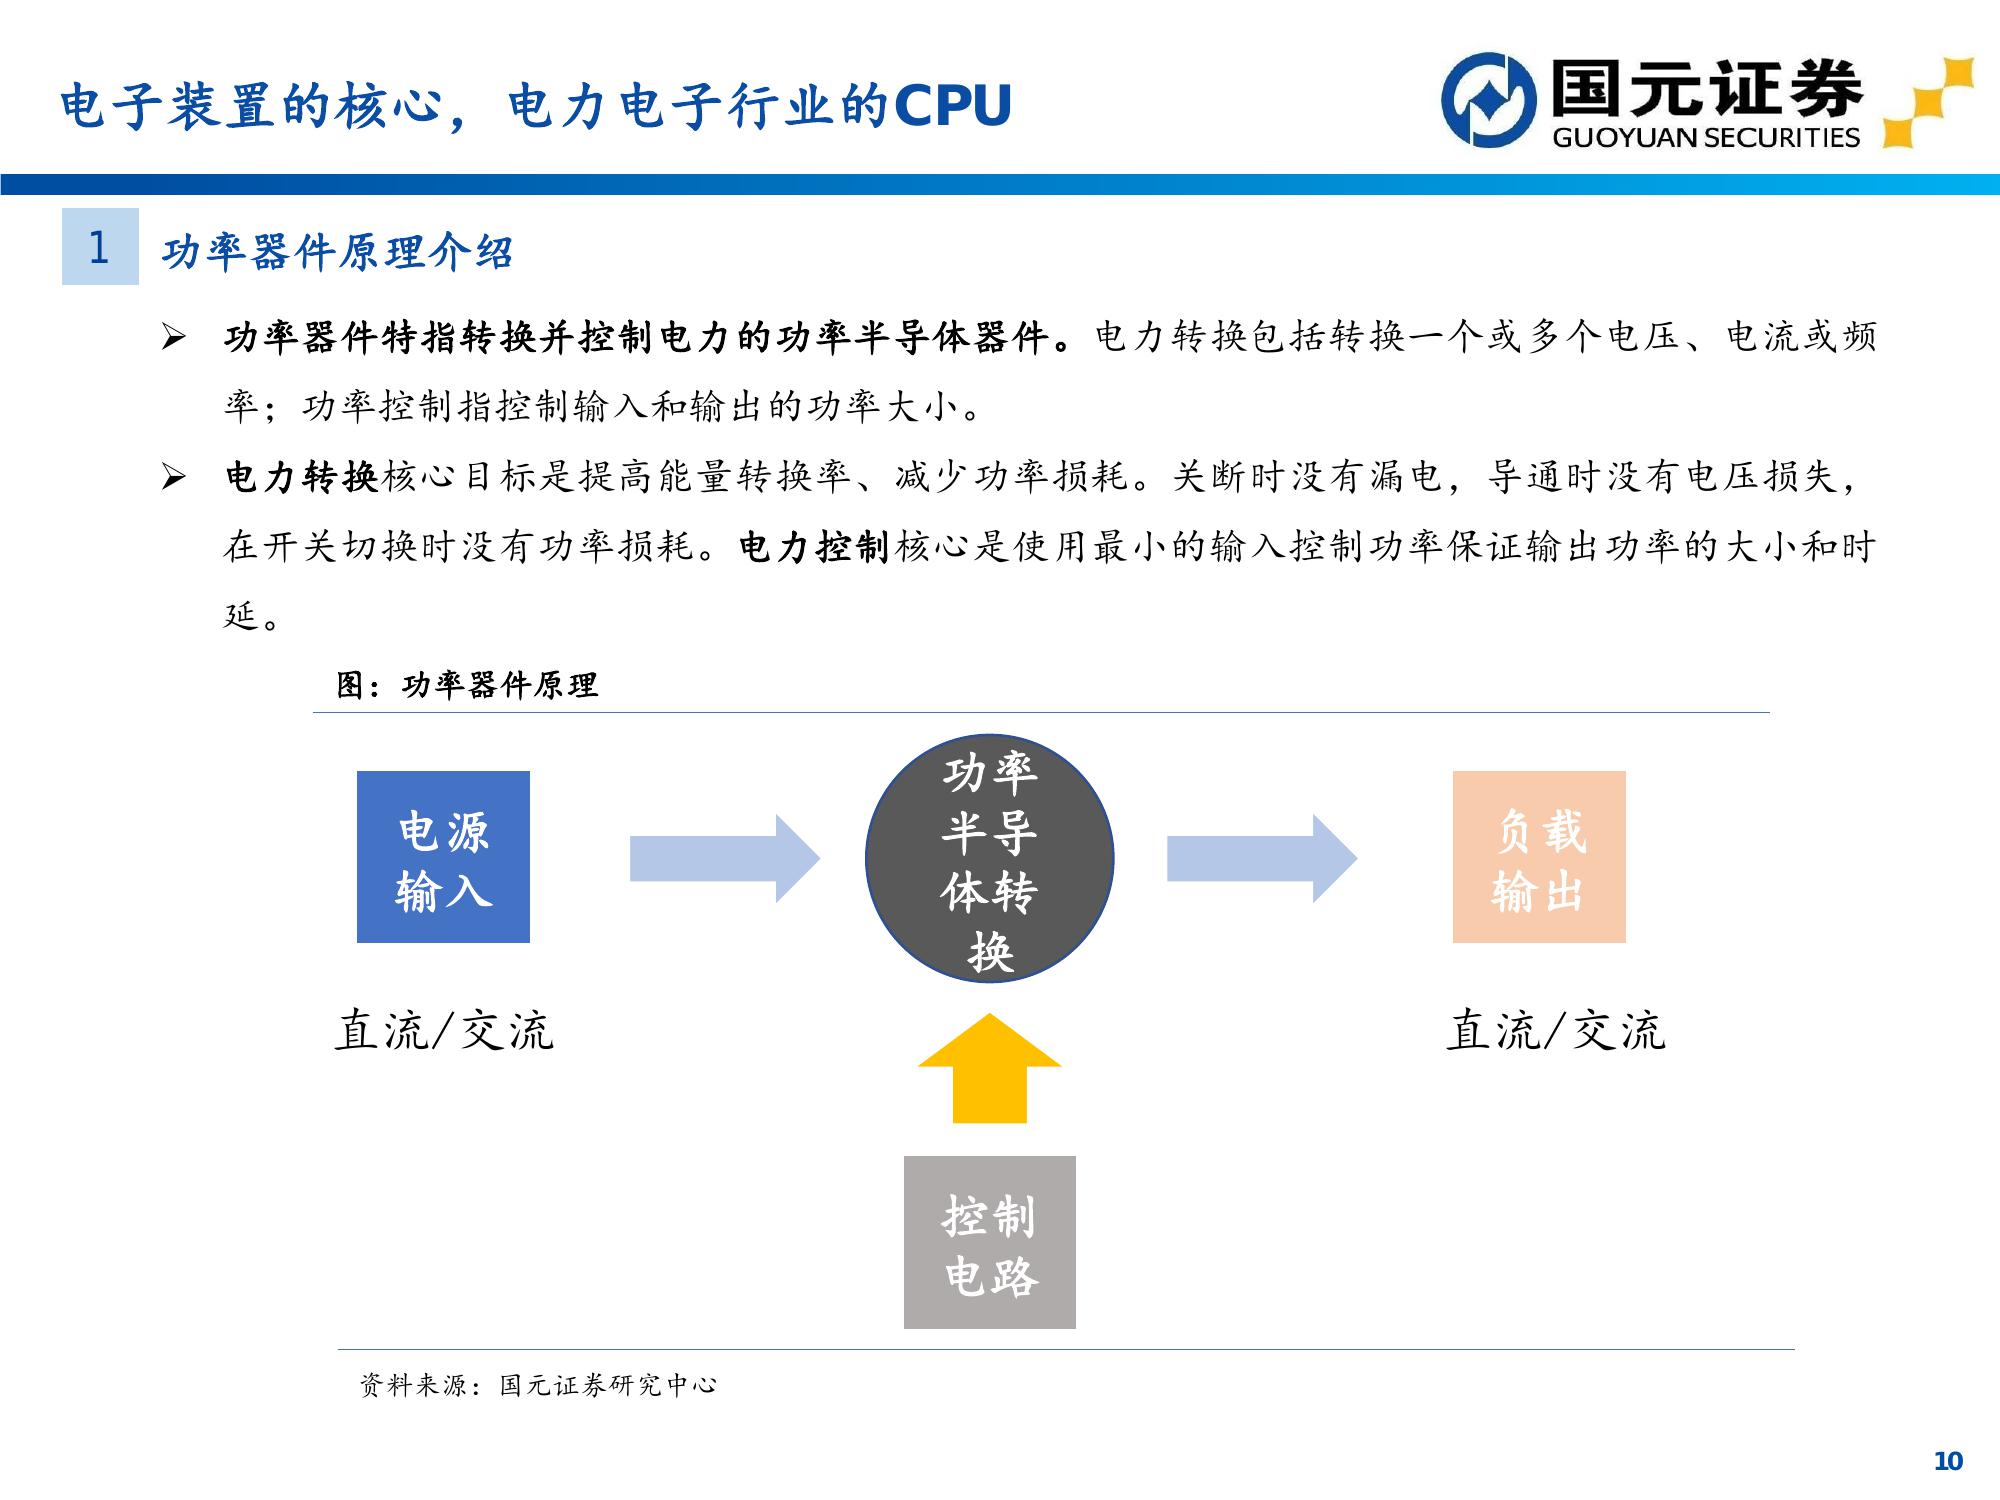 电子装置的核心，电力电子行业的CPU
国元证券
GUOYUAN SECURITIES
1
功率器件原理介绍
➢ 功率器件特指转换并控制电力的功率半导体器件。电力转换包括转换一个或多个电压、电流或频
率；功率控制指控制输入和输出的功率大小。
➢ 电力转换核心目标是提高能量转换率、减少功率损耗。关断时没有漏电，导通时没有电压损失，
在开关切换时没有功率损耗。电力控制核心是使用最小的输入控制功率保证输出功率的大小和时
延。
图：功率器件原理
电源
输入
功率
半导
体转
换
负载
输出
直流/交流
直流/交流
控制
电路
资料来源：国元证券研究中心
10